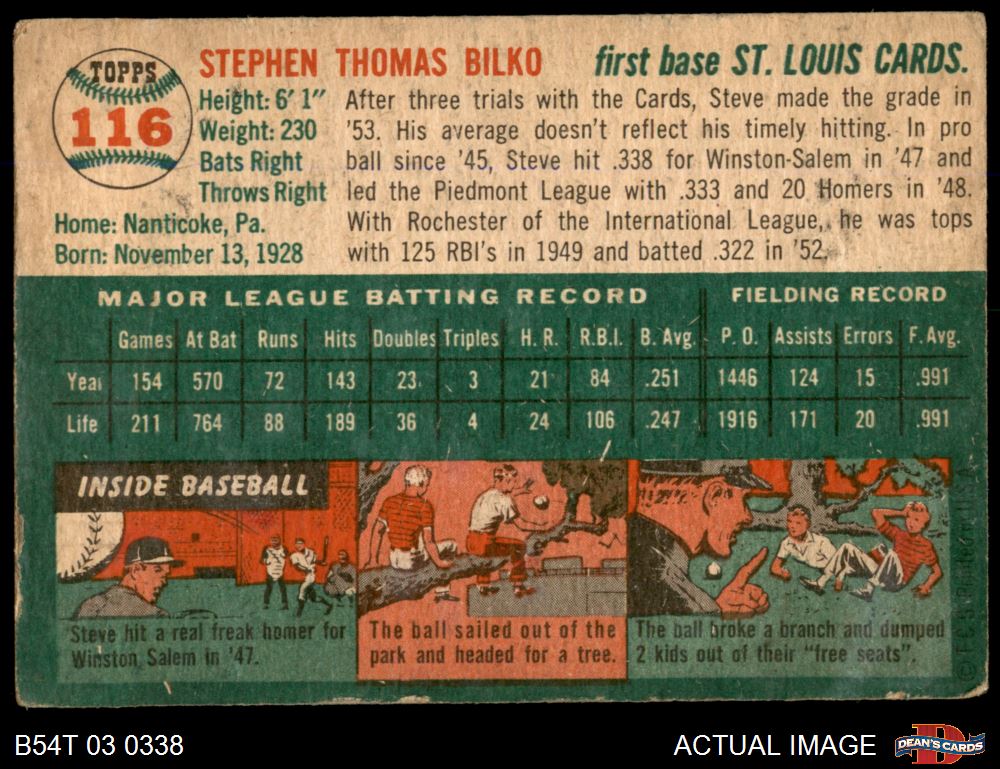 TOPPS
116
STEPHEN THOMAS BILKO
first base ST. LOUIS CARDS.
Height: 6' 1"
Weight: 230
Bats Right
Throws Right
Home: Nanticoke, Pa.
Born: November 13, 1928
After three trials with the Cards, Steve made the grade in
'53. His average doesn't reflect his timely hitting. In pro
ball since '45, Steve hit .338 for Winston-Salem in '47 and
led the Piedmont League with .333 and 20 Homers in '48.
With Rochester of the International League, he was tops
with 125 RBI's in 1949 and batted .322 in '52.
MAJOR LEAGUE BATTING RECORD FIELDING RECORD
Games At Bat Runs Hits Doubles Triples H. R. R.B.I. B. Avg. P. O. Assists Errors F. Avg.
Year 154 570 72 143 23 3 21 84 .251 1446 124 15 .991
Life 211 764 88 189 36 4 24 106 .247 1916 171 20 .991
INSIDE BASEBALL
Steve hit a real freak homer for
Winston Salem in '47.
The ball sailed out of the
park and headed for a tree.
The ball broke a branch and dumped
2 kids out of their "free seats".
B54T 03 0338
ACTUAL IMAGE
D
DEAN'S CARDS